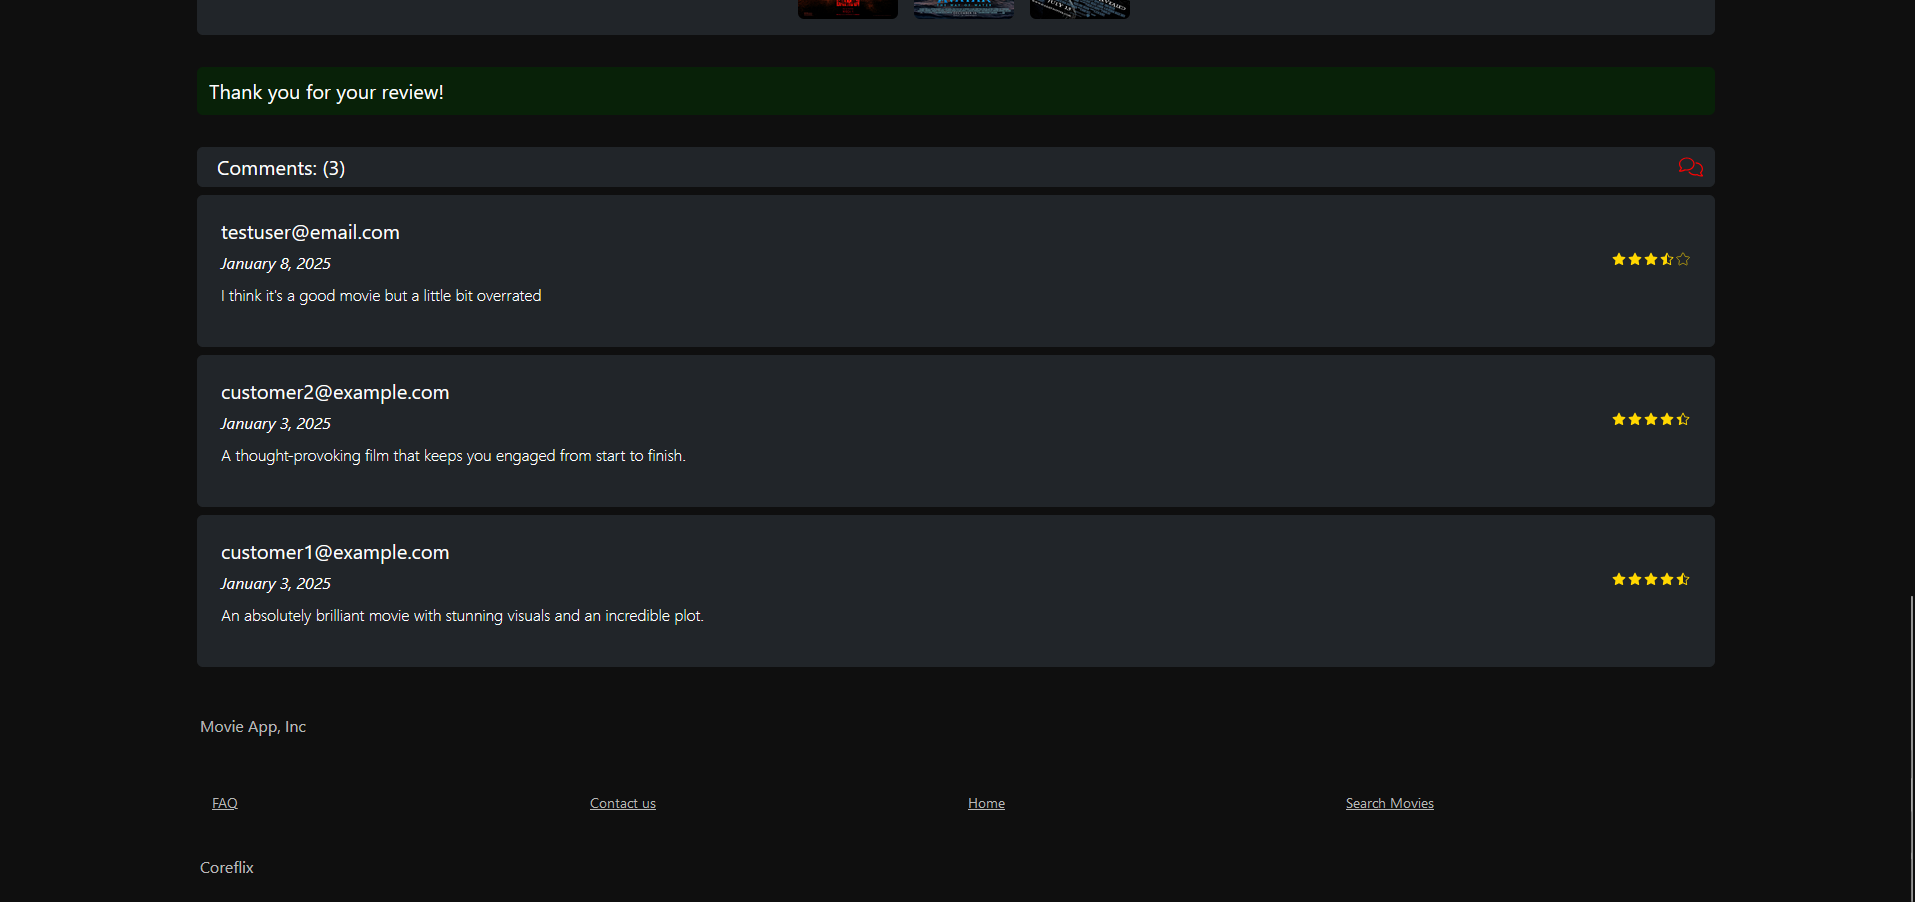 Thank you for your review!
Comments: (3)
testuser@email.com
January 8, 2025
I think it's a good movie but a little bit overrated
customer2@example.com
January 3, 2025
A thought-provoking film that keeps you engaged from start to finish.
customer1@example.com
January 3, 2025
An absolutely brilliant movie with stunning visuals and an incredible plot.
Movie App, Inc
FAQ Contact us Home Search Movies
Coreflix